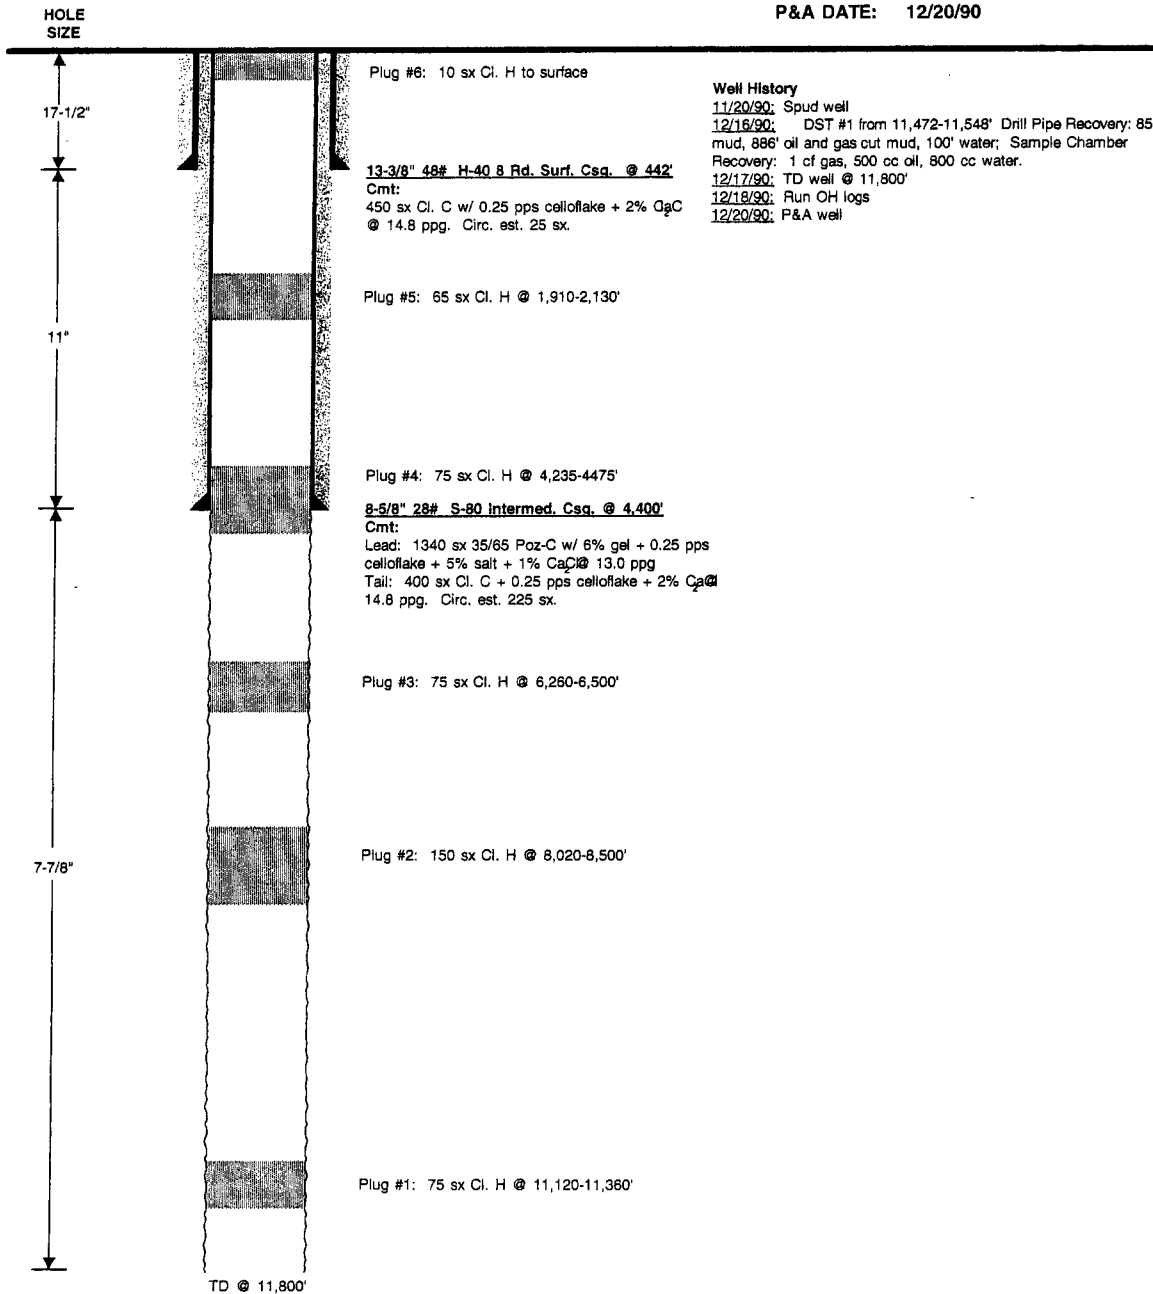 HOLE
SIZE
P&A DATE: 12/20/90
17-1/2"
11"
7-7/8"
Plug #6: 10 sx Cl. H to surface
13-3/8" 48# H-40 8 Rd. Surf. Csg. @ 442'
Cmt:
450 sx Cl. C w/ 0.25 pps celloflake + 2%
@ 14.8 ppg. Circ. est. 25 sx.
Plug #5: 65 sx Cl. H @ 1,910-2,130'
Plug #4: 75 sx Cl. H @ 4,235-4475'
8-5/8" 28# S-80 Intermed. Csg. @ 4,400'
Cmt:
Lead: 1340 sx 35/65 Poz-C w/ 6% gel + 0.25 pps
celloflake + 5% salt + 1% 13.0 ppg
Tail: 400 sx Cl. C + 0.25 pps celloflake + 2%
14.8 ppg. Circ. est. 225 sx.
Plug #3: 75 sx Cl. H @ 6,260-6,500'
Plug #2: 150 sx Cl. H @ 8,020-8,500'
Plug #1: 75 sx Cl. H @ 11,120-11,360'
TD @ 11,800'
Well History
11/20/90: Spud well
12/16/90: DST #1 from 11,472-11,548' Drill Pipe Recovery: 85
mud, 886' oil and gas cut mud, 100' water; Sample Chamber
Recovery: 1 cf gas, 500 cc oil, 800 cc water.
12/17/90: TD well @ 11,800'
12/18/90: Run OH logs
12/20/90: P&A well